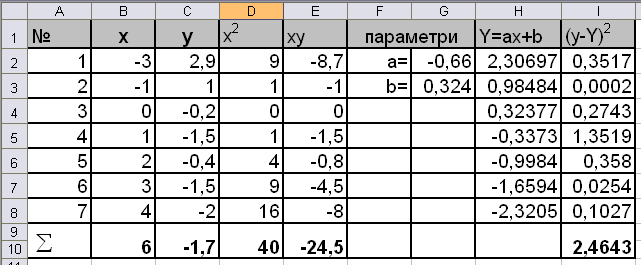 A B C D E F G H I
1 № x y x² xy параметри Y=ax+b (y-Y)²
2 1 -3 2,9 9 -8,7 a= -0,66 2,30697 0,3517
3 2 -1 1 1 -1 b= 0,324 0,98484 0,0002
4 3 0 -0,2 0 0 0,32377 0,2743
5 4 1 -1,5 1 -1,5 -0,3373 1,3519
6 5 2 -0,4 4 -0,8 -0,9984 0,358
7 6 3 -1,5 9 -4,5 -1,6594 0,0254
8 7 4 -2 16 -8 -2,3205 0,1027
9
10 ∑ 6 -1,7 40 -24,5 2,4643